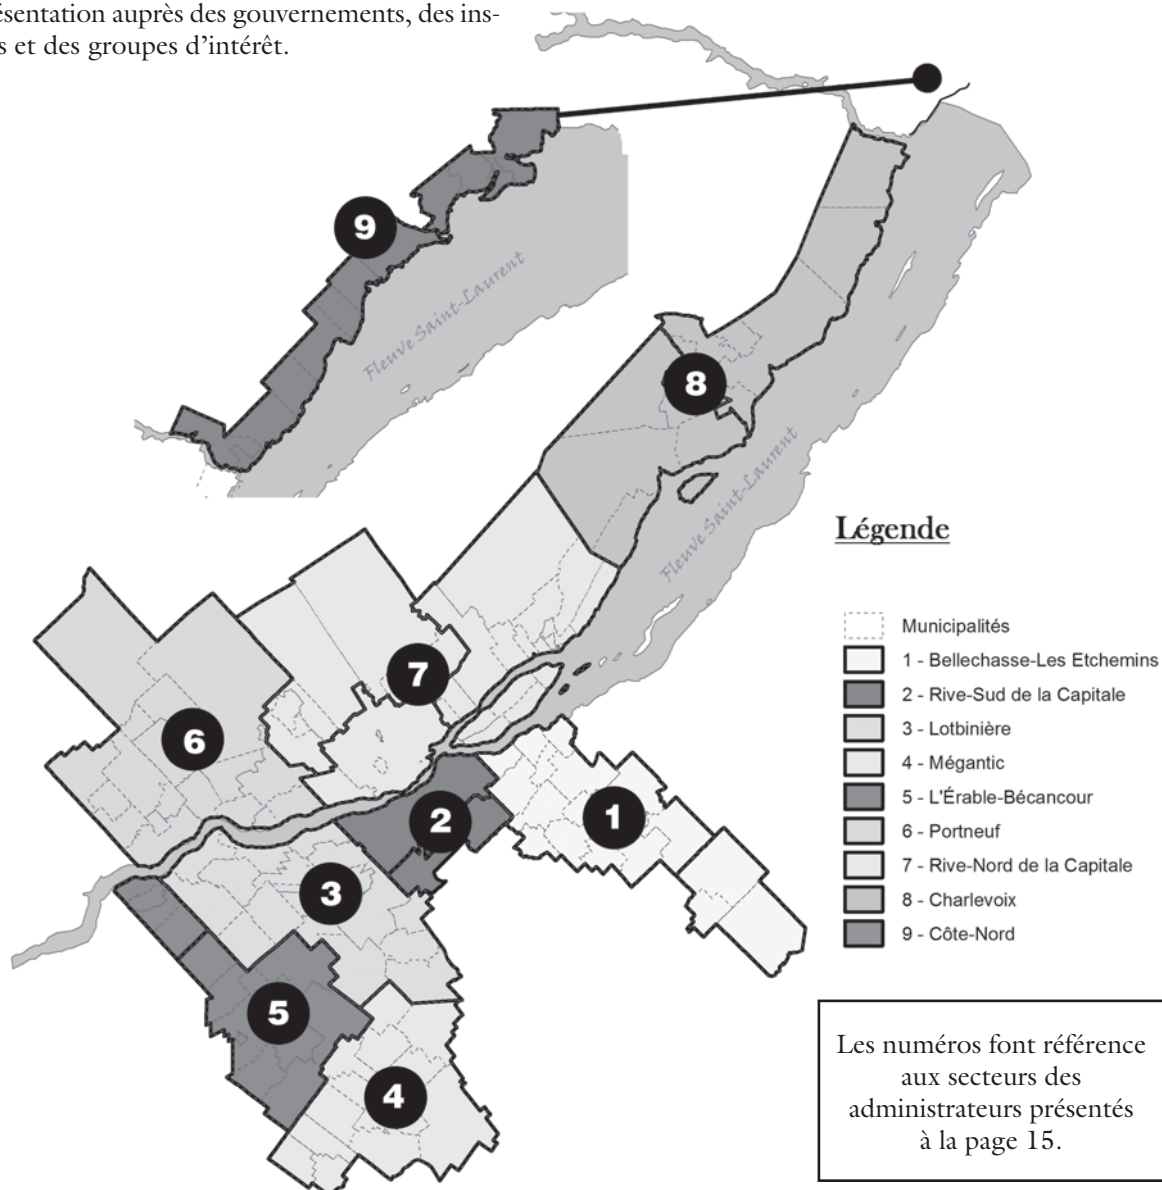 ésentation auprès des gouvernements, des ins-
s et des groupes d'intérêt.
9
Fleuve Saint-Laurent
8
Fleuve Saint-Laurent
7
6
2
1
3
5
4
Légende
Municipalités
1 - Bellechasse-Les Etchemins
2 - Rive-Sud de la Capitale
3 - Lotbinière
4 - Mégantic
5 - L'Érable-Bécancour
6 - Portneuf
7 - Rive-Nord de la Capitale
8 - Charlevoix
9 - Côte-Nord
Les numéros font référence
aux secteurs des
administrateurs présentés
à la page 15.